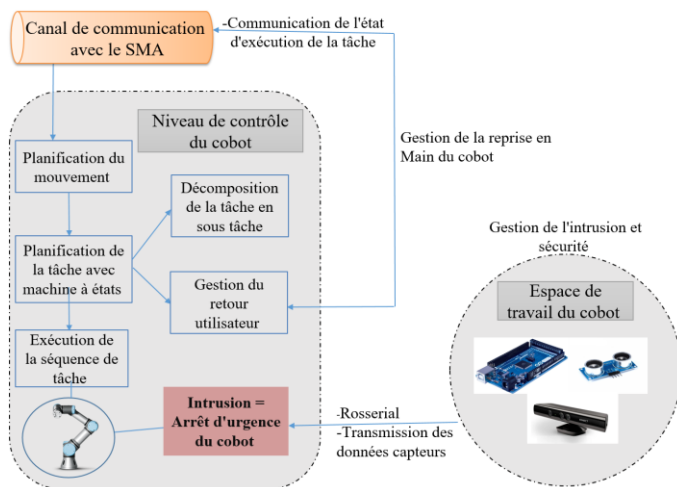 Canal de communication
avec le SMA
-Communication de l'état
d'exécution de la tâche
Niveau de contrôle
du cobot
Planification du
mouvement
Gestion de la reprise en
Main du cobot
Décomposition
de la tâche en
sous tâche
Planification de
la tâche avec
machine à états
Gestion du
retour
utilisateur
Exécution de
la séquence de
tâche
Intrusion =
Arrêt d'urgence
du cobot
-Rosserial
-Transmission des
données capteurs
Gestion de l'intrusion et
sécurité
Espace de
travail du cobot